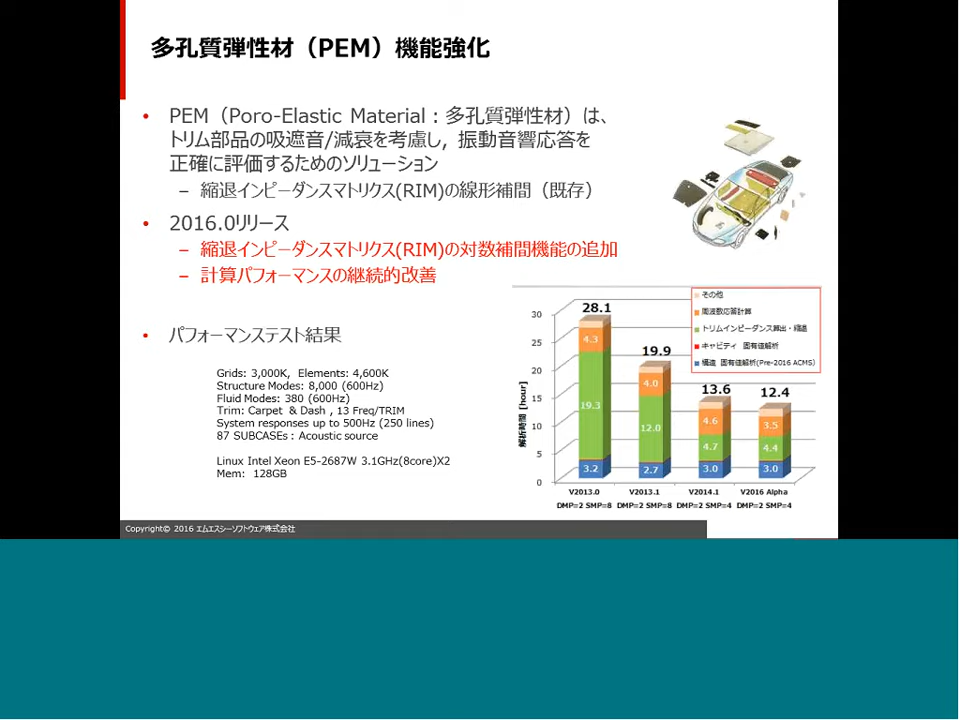 多孔質弾性材（PEM）機能強化
• PEM（Poro-Elastic Material：多孔質弾性材）は、
トリム部品の吸遮音/減衰を考慮し, 振動音響応答を
正確に評価するためのソリューション
– 縮退インピーダンスマトリクス(RIM)の線形補間（既存）
• 2016.0リリース
– 縮退インピーダンスマトリクス(RIM)の対数補間機能の追加
– 計算パフォーマンスの継続的改善
• パフォーマンステスト結果
Grids: 3,000K, Elements: 4,600K
Structure Modes: 8,000 (600Hz)
Fluid Modes: 380 (600Hz)
Trim: Carpet & Dash , 13 Freq/TRIM
System responses up to 500Hz (250 lines)
87 SUBCASEs : Acoustic source
Linux Intel Xeon E5-2687W 3.1GHz(8core)X2
Mem: 128GB
その他
周波数応答計算
トリムインピーダンス算出・縮退
キャビティ 固有値解析
構造 固有値解析(Pre-2016 ACMS)
解析時間 [hour]
30
25
20
15
10
5
0
28.1
4.3
19.3
3.2
19.9
4.0
12.0
2.7
13.6
4.6
4.7
3.0
12.4
3.5
4.4
3.0
V2013.0 V2013.1 V2014.1 V2016 Alpha
DMP=2 SMP=8 DMP=2 SMP=8 DMP=2 SMP=4 DMP=2 SMP=4
Copyright© 2016 エムエスシーソフトウェア株式会社